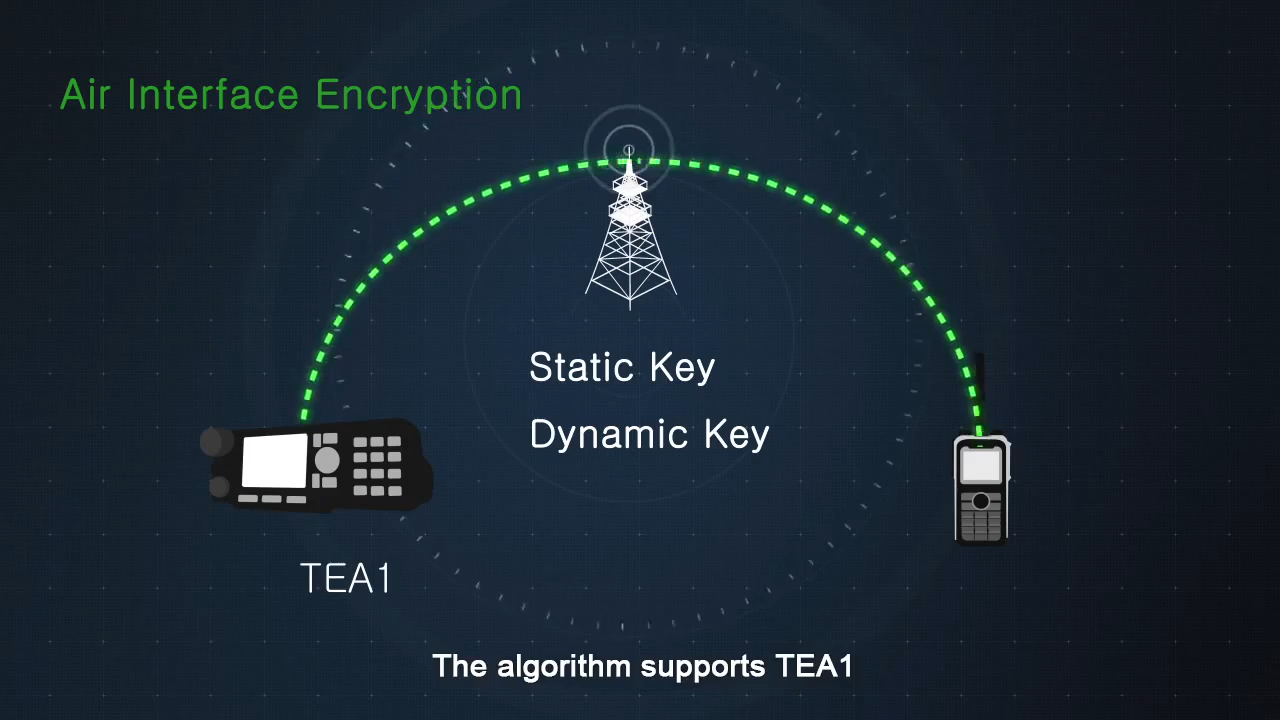 Air Interface Encryption
Static Key
Dynamic Key
TEA1
The algorithm supports TEA1